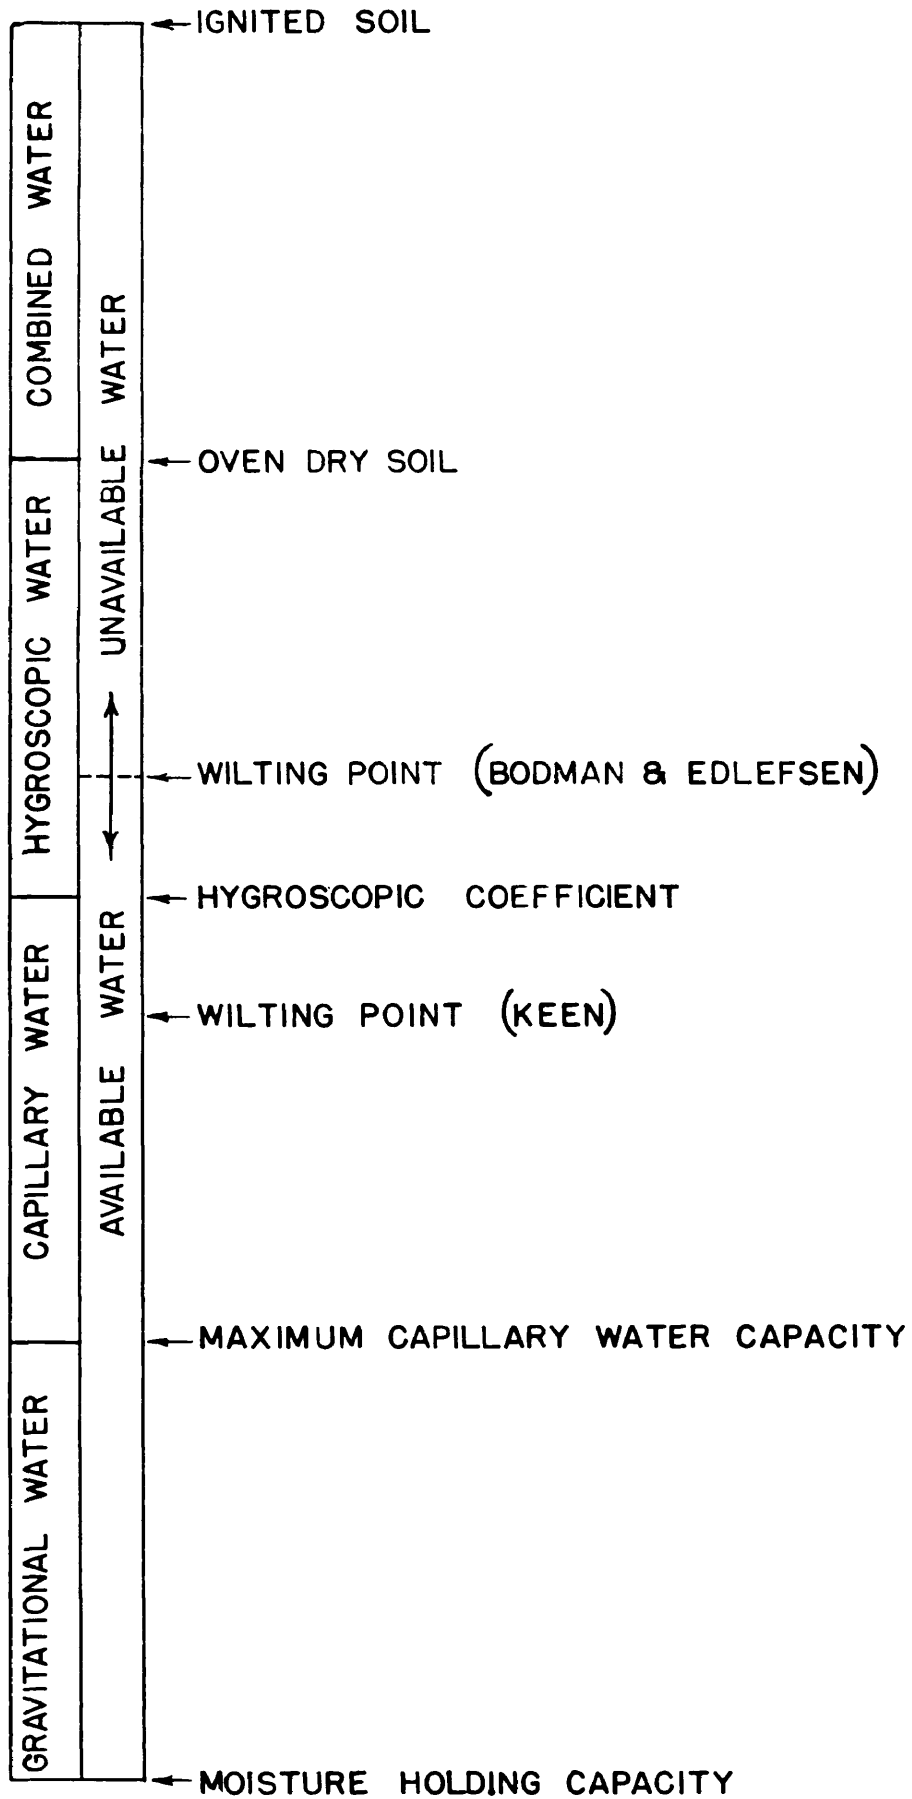 IGNITED SOIL
COMBINED WATER
UNAVAILABLE WATER
OVEN DRY SOIL
HYGROSCOPIC WATER
WILTING POINT (BODMAN & EDLEFSEN)
HYGROSCOPIC COEFFICIENT
AVAILABLE WATER
CAPILLARY WATER
WILTING POINT (KEEN)
MAXIMUM CAPILLARY WATER CAPACITY
GRAVITATIONAL WATER
MOISTURE HOLDING CAPACITY